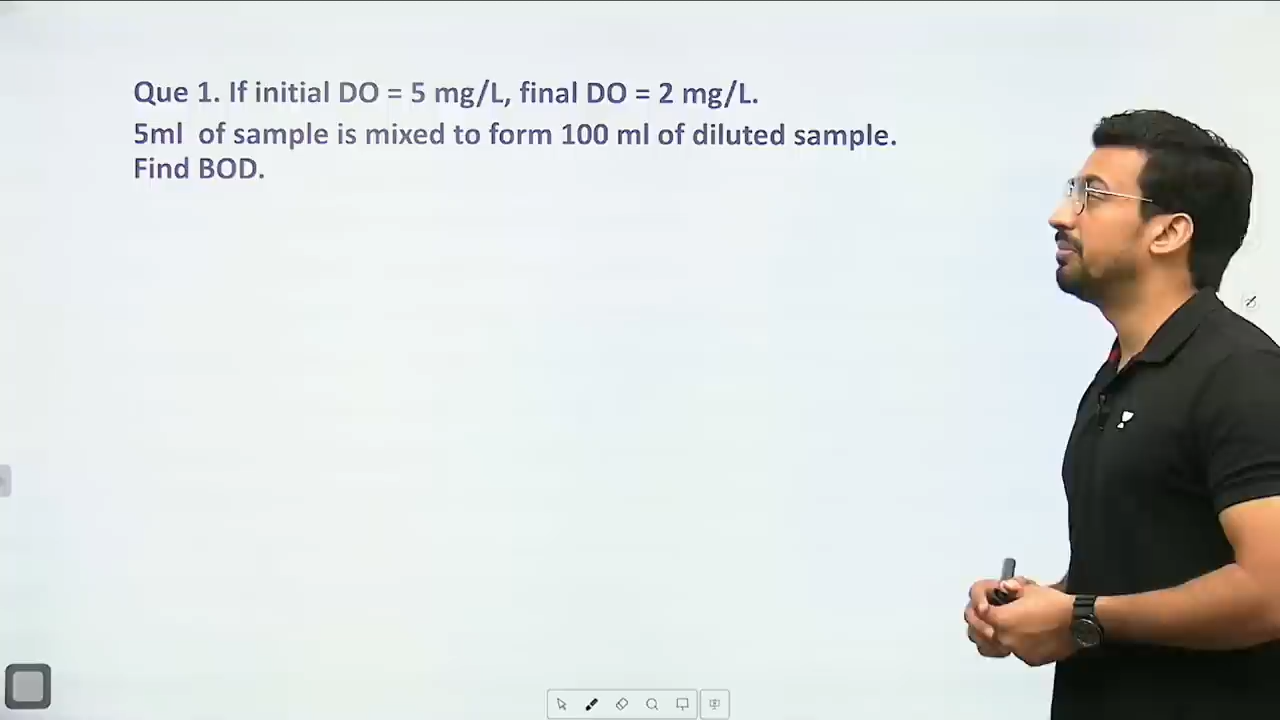 Que 1. If initial DO = 5 mg/L, final DO = 2 mg/L.
5ml  of sample is mixed to form 100 ml of diluted sample.
Find BOD.